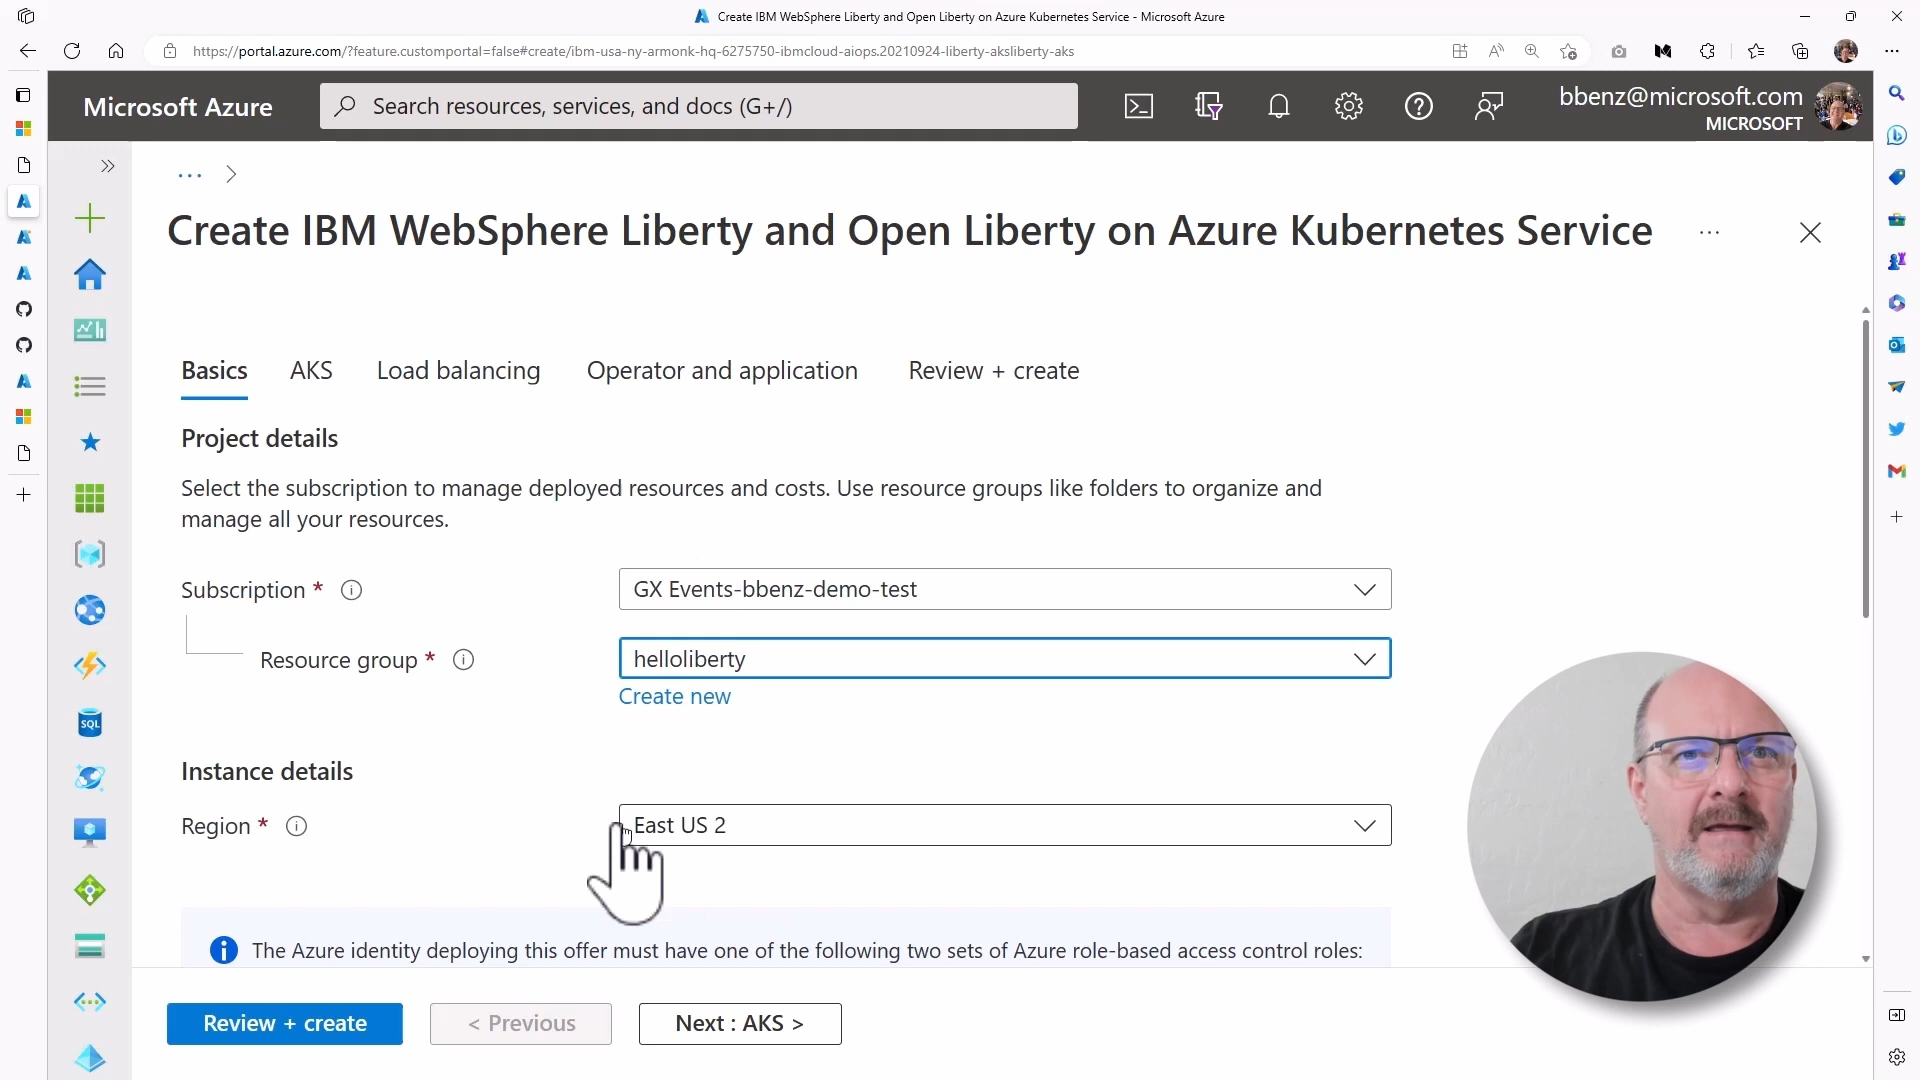 Create IBM WebSphere Liberty and Open Liberty on Azure Kubernetes Service - Microsoft Azure
https://portal.azure.com/?feature.customportal=false#create/ibm-usa-ny-armonk-hq-6275750-ibmcloud-aiops.20210924-liberty-aksliberty-aks
Microsoft Azure
Search resources, services, and docs (G+/)
bbenz@microsoft.com
MICROSOFT
Create IBM WebSphere Liberty and Open Liberty on Azure Kubernetes Service
Basics AKS Load balancing Operator and application Review + create
Project details
Select the subscription to manage deployed resources and costs. Use resource groups like folders to organize and
manage all your resources.
Subscription * GX Events-bbenz-demo-test
Resource group * helloliberty
Create new
Instance details
Region * East US 2
The Azure identity deploying this offer must have one of the following two sets of Azure role-based access control roles:
Review + create < Previous Next : AKS >
SQL